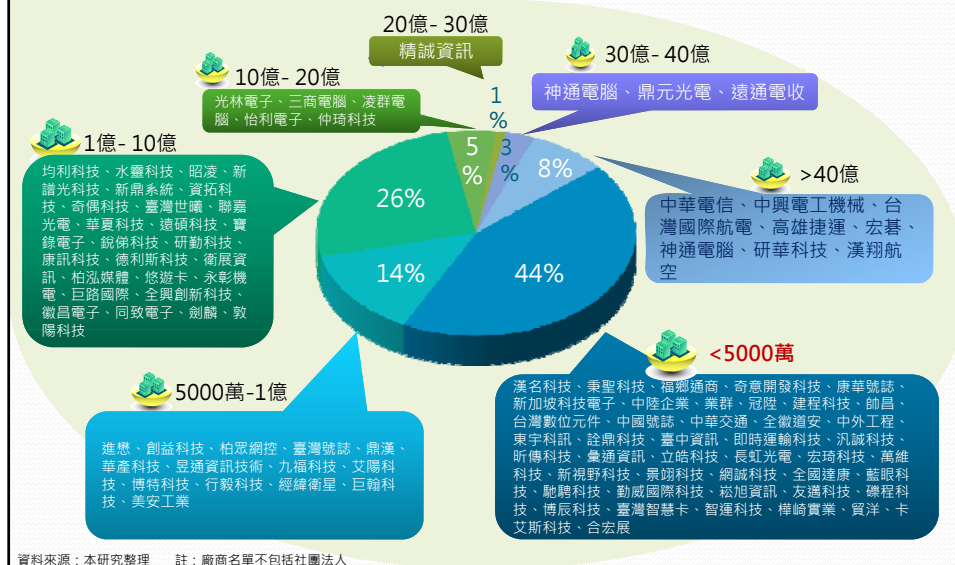 20億- 30億
精誠資訊
30億- 40億
神通電腦、鼎元光電、遠通電收
10億- 20億
光林電子、三商電腦、凌群電
腦、怡利電子、仲琦科技
1億- 10億
均利科技、水靈科技、昭凌、新
譜光科技、新鼎系統、資拓科
技、奇偶科技、臺灣世曦、聯嘉
光電、華夏科技、遠碩科技、寶
錄電子、銳俤科技、研勤科技、
康訊科技、德利斯科技、衛展資
訊、柏泓媒體、悠遊卡、永彰機
電、巨路國際、全興創新科技、
徽昌電子、同致電子、劍麟、敦
陽科技
1
%
5
%
3
%
8%
26%
14%
44%
>40億
中華電信、中興電工機械、台
灣國際航電、高雄捷運、宏碁、
神通電腦、研華科技、漢翔航
空
5000萬-1億
進懋、創益科技、柏眾網控、臺灣號誌、鼎漢、
華產科技、昱通資訊技術、九福科技、艾陽科
技、博特科技、行毅科技、經緯衛星、巨翰科
技、美安工業
<5000萬
漢名科技、秉聖科技、福鄉通商、奇意開發科技、康華號誌、
新加坡科技電子、中陸企業、業群、冠陞、建程科技、帥昌、
台灣數位元件、中國號誌、中華交通、全徽道安、中外工程、
東宇科訊、詮鼎科技、臺中資訊、即時運輸科技、汎誠科技、
昕傳科技、彙通資訊、立皓科技、長虹光電、宏琦科技、萬維
科技、新視野科技、景翊科技、網誠科技、全國達康、藍眼科
技、馳騁科技、勤威國際科技、崧旭資訊、友邁科技、礫程科
技、博辰科技、臺灣智慧卡、智運科技、樺崎實業、貿洋、卡
艾斯科技、合宏展
資料來源：本研究整理　註：廠商名單不包括社團法人